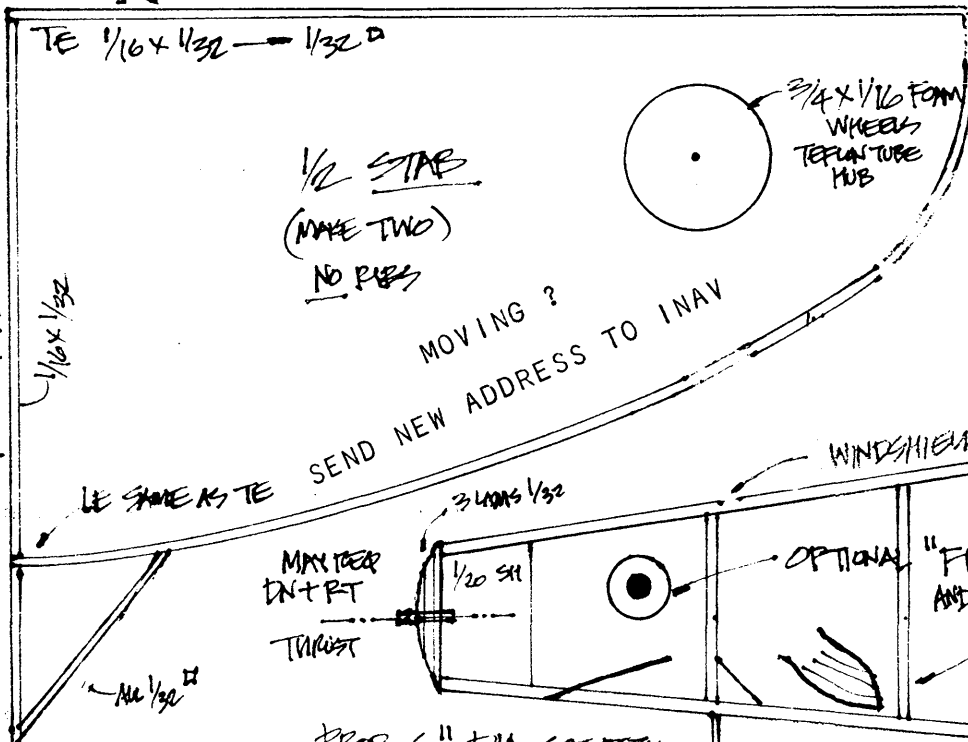 TE 1/16 X 1/32 → 1/32 □
3/4 X 1/16 FOAM
WHEELS
TEFLON TUBE
HUB
1/2 STAB
(MAKE TWO)
NO RIBS
1/16 X 1/32
MOVING ?
SEND NEW ADDRESS TO INAV
LE SAME AS TE
3 LAMS 1/32
MAY REQ
DN + RT
THRUST
1/20 SH
OPTIONAL
AND
ALL 1/32 □